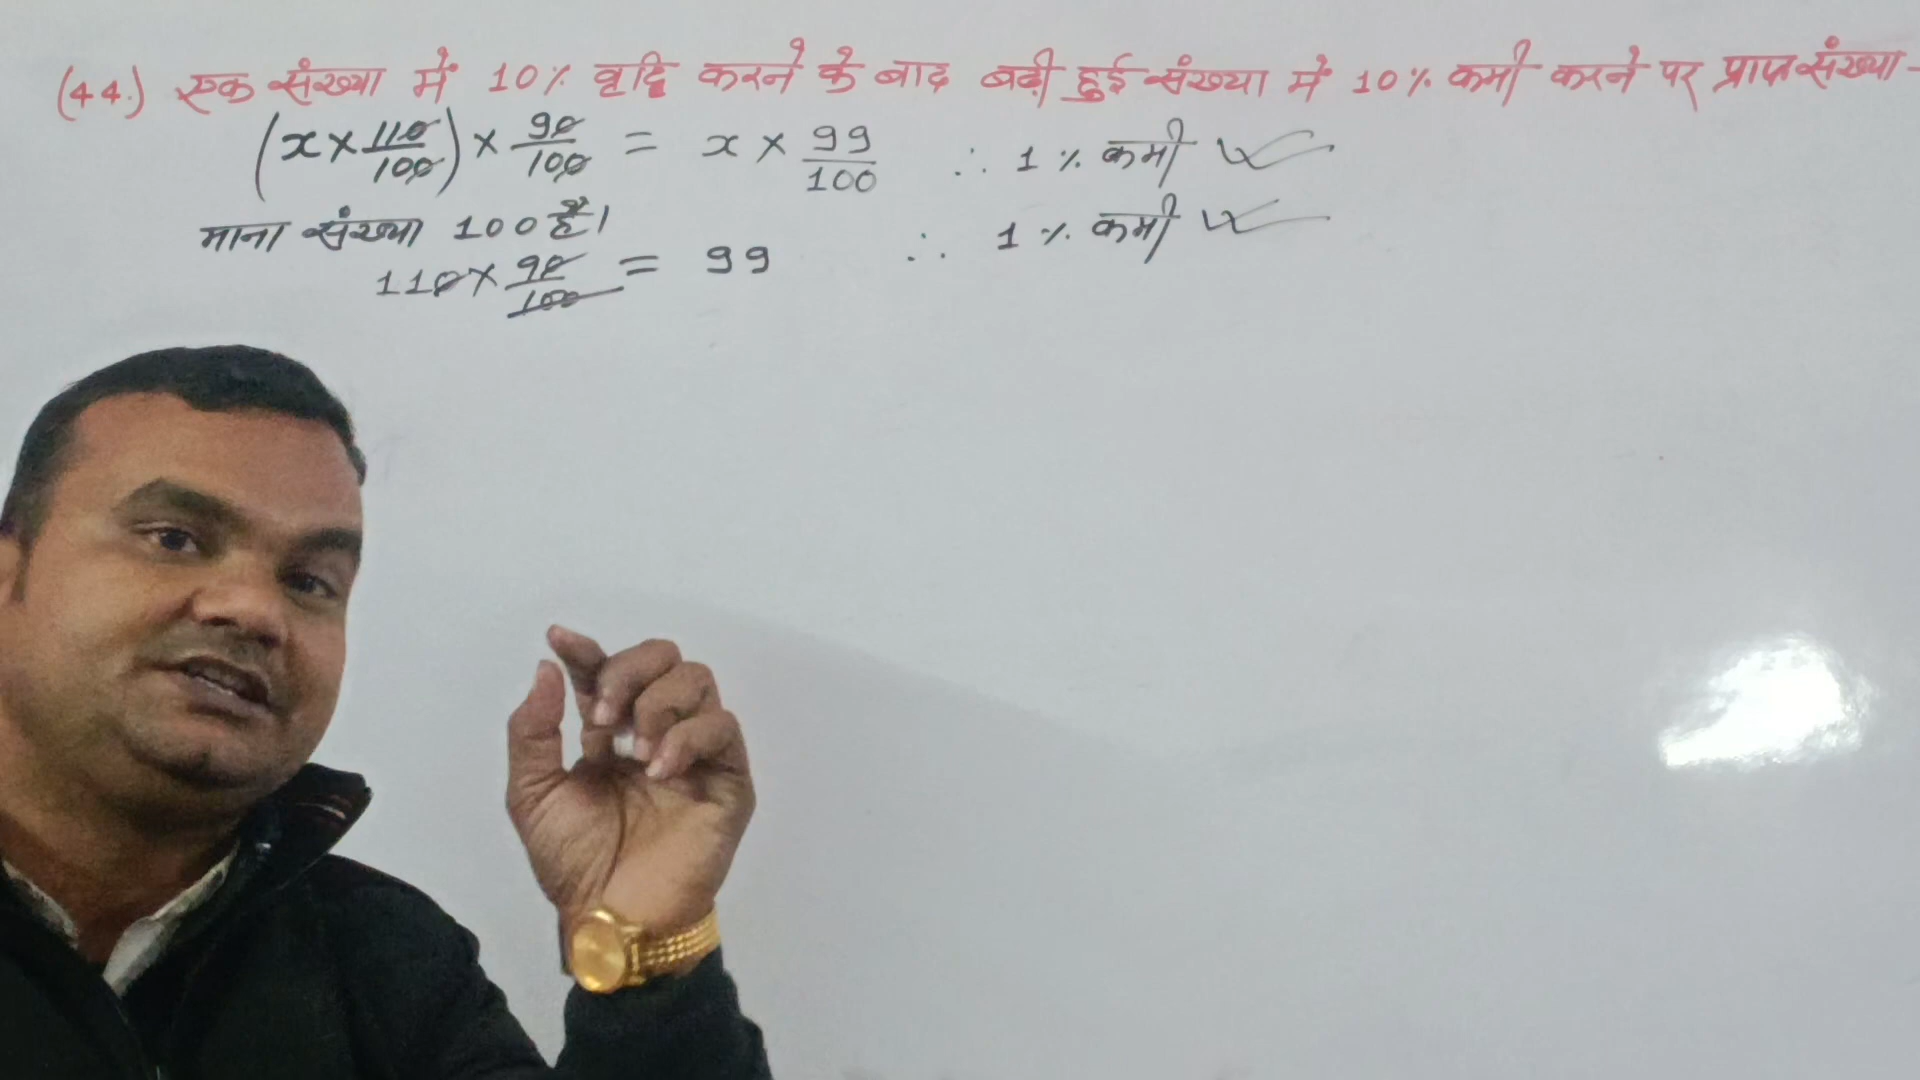 (44.) एक संख्या में 10% वृद्धि करने के बाद बढ़ी हुई संख्या में 10% कमी करने पर प्राप्त संख्या -
(x × 110/100) × 90/100 = x × 99/100 ∴ 1% कमी ✓
माना संख्या 100 है।
110 × 90/100 = 99 ∴ 1% कमी ✓